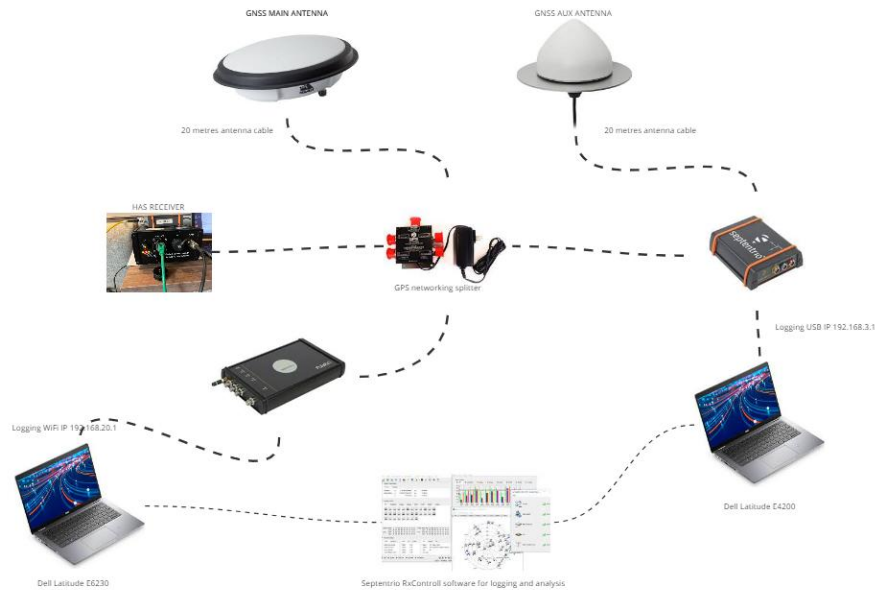 GNSS MAIN ANTENNA
GNSS AUX ANTENNA
20 metres antenna cable
20 metres antenna cable
HAS RECEIVER
septentrio
GPS networking splitter
Logging USB IP 192.168.3.1
Logging WiFi IP 192.168.20.1
Dell Latitude E4200
Dell Latitude E6230
Septentrio RxControll software for logging and analysis